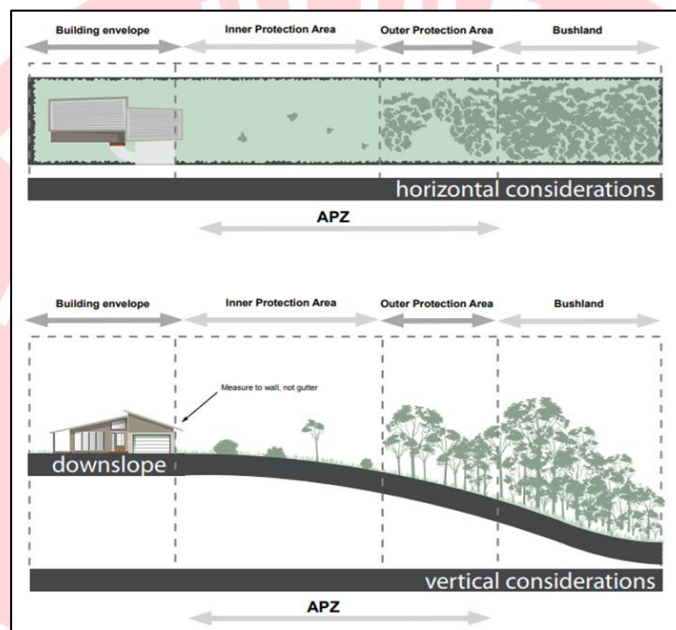 Building envelope Inner Protection Area Outer Protection Area Bushland
horizontal considerations
APZ
Building envelope Inner Protection Area Outer Protection Area Bushland
Measure to wall, not gutter
downslope
vertical considerations
APZ